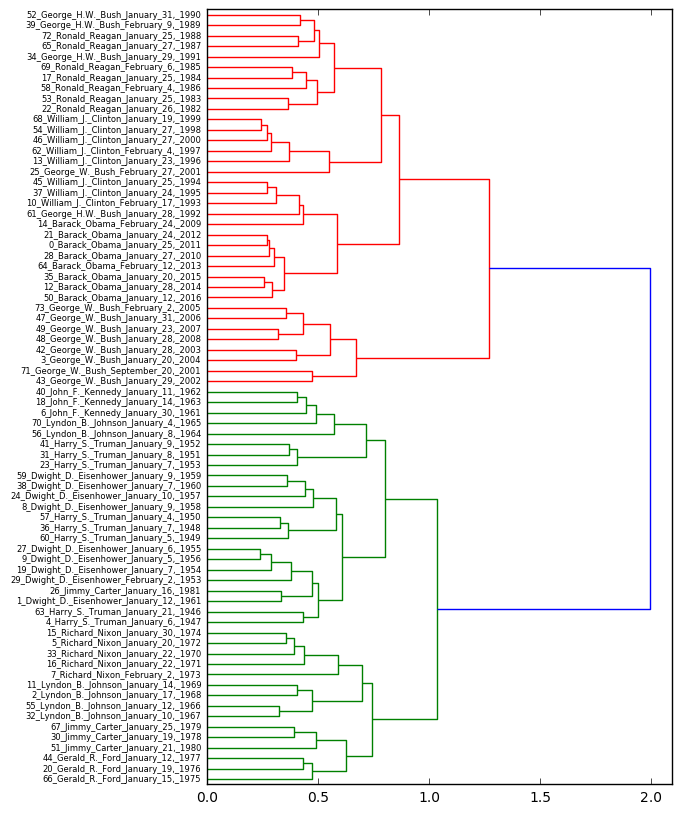 52_George_H.W._Bush_January_31,_1990
39_George_H.W._Bush_February_9,_1989
72_Ronald_Reagan_January_25,_1988
65_Ronald_Reagan_January_27,_1987
34_George_H.W._Bush_January_29,_1991
69_Ronald_Reagan_February_6,_1985
17_Ronald_Reagan_January_25,_1984
58_Ronald_Reagan_February_4,_1986
53_Ronald_Reagan_January_25,_1983
22_Ronald_Reagan_January_26,_1982
68_William_J._Clinton_January_19,_1999
54_William_J._Clinton_January_27,_1998
46_William_J._Clinton_January_27,_2000
62_William_J._Clinton_February_4,_1997
13_William_J._Clinton_January_23,_1996
25_George_W._Bush_February_27,_2001
45_William_J._Clinton_January_25,_1994
37_William_J._Clinton_January_24,_1995
10_William_J._Clinton_February_17,_1993
61_George_H.W._Bush_January_28,_1992
14_Barack_Obama_February_24,_2009
21_Barack_Obama_January_24,_2012
0_Barack_Obama_January_25,_2011
28_Barack_Obama_January_27,_2010
64_Barack_Obama_February_12,_2013
35_Barack_Obama_January_20,_2015
12_Barack_Obama_January_28,_2014
50_Barack_Obama_January_12,_2016
73_George_W._Bush_February_2,_2005
47_George_W._Bush_January_31,_2006
49_George_W._Bush_January_23,_2007
48_George_W._Bush_January_28,_2008
42_George_W._Bush_January_28,_2003
3_George_W._Bush_January_20,_2004
71_George_W._Bush_September_20,_2001
43_George_W._Bush_January_29,_2002
40_John_F._Kennedy_January_11,_1962
18_John_F._Kennedy_January_14,_1963
6_John_F._Kennedy_January_30,_1961
70_Lyndon_B._Johnson_January_4,_1965
56_Lyndon_B._Johnson_January_8,_1964
41_Harry_S._Truman_January_9,_1952
31_Harry_S._Truman_January_8,_1951
23_Harry_S._Truman_January_7,_1953
59_Dwight_D._Eisenhower_January_9,_1959
38_Dwight_D._Eisenhower_January_7,_1960
24_Dwight_D._Eisenhower_January_10,_1957
8_Dwight_D._Eisenhower_January_9,_1958
57_Harry_S._Truman_January_4,_1950
36_Harry_S._Truman_January_7,_1948
60_Harry_S._Truman_January_5,_1949
27_Dwight_D._Eisenhower_January_6,_1955
9_Dwight_D._Eisenhower_January_5,_1956
19_Dwight_D._Eisenhower_January_7,_1954
29_Dwight_D._Eisenhower_February_2,_1953
26_Jimmy_Carter_January_16,_1981
1_Dwight_D._Eisenhower_January_12,_1961
63_Harry_S._Truman_January_21,_1946
4_Harry_S._Truman_January_6,_1947
15_Richard_Nixon_January_30,_1974
5_Richard_Nixon_January_20,_1972
33_Richard_Nixon_January_22,_1970
16_Richard_Nixon_January_22,_1971
7_Richard_Nixon_February_2,_1973
11_Lyndon_B._Johnson_January_14,_1969
2_Lyndon_B._Johnson_January_17,_1968
55_Lyndon_B._Johnson_January_12,_1966
32_Lyndon_B._Johnson_January_10,_1967
67_Jimmy_Carter_January_25,_1979
30_Jimmy_Carter_January_19,_1978
51_Jimmy_Carter_January_21,_1980
44_Gerald_R._Ford_January_12,_1977
20_Gerald_R._Ford_January_19,_1976
66_Gerald_R._Ford_January_15,_1975
0.0 0.5 1.0 1.5 2.0